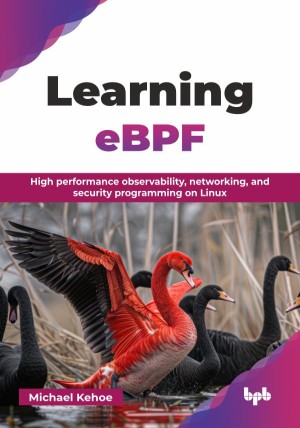 Learning
eBPF
High performance observability, networking, and
security programming on Linux
Michael Kehoe
bpb